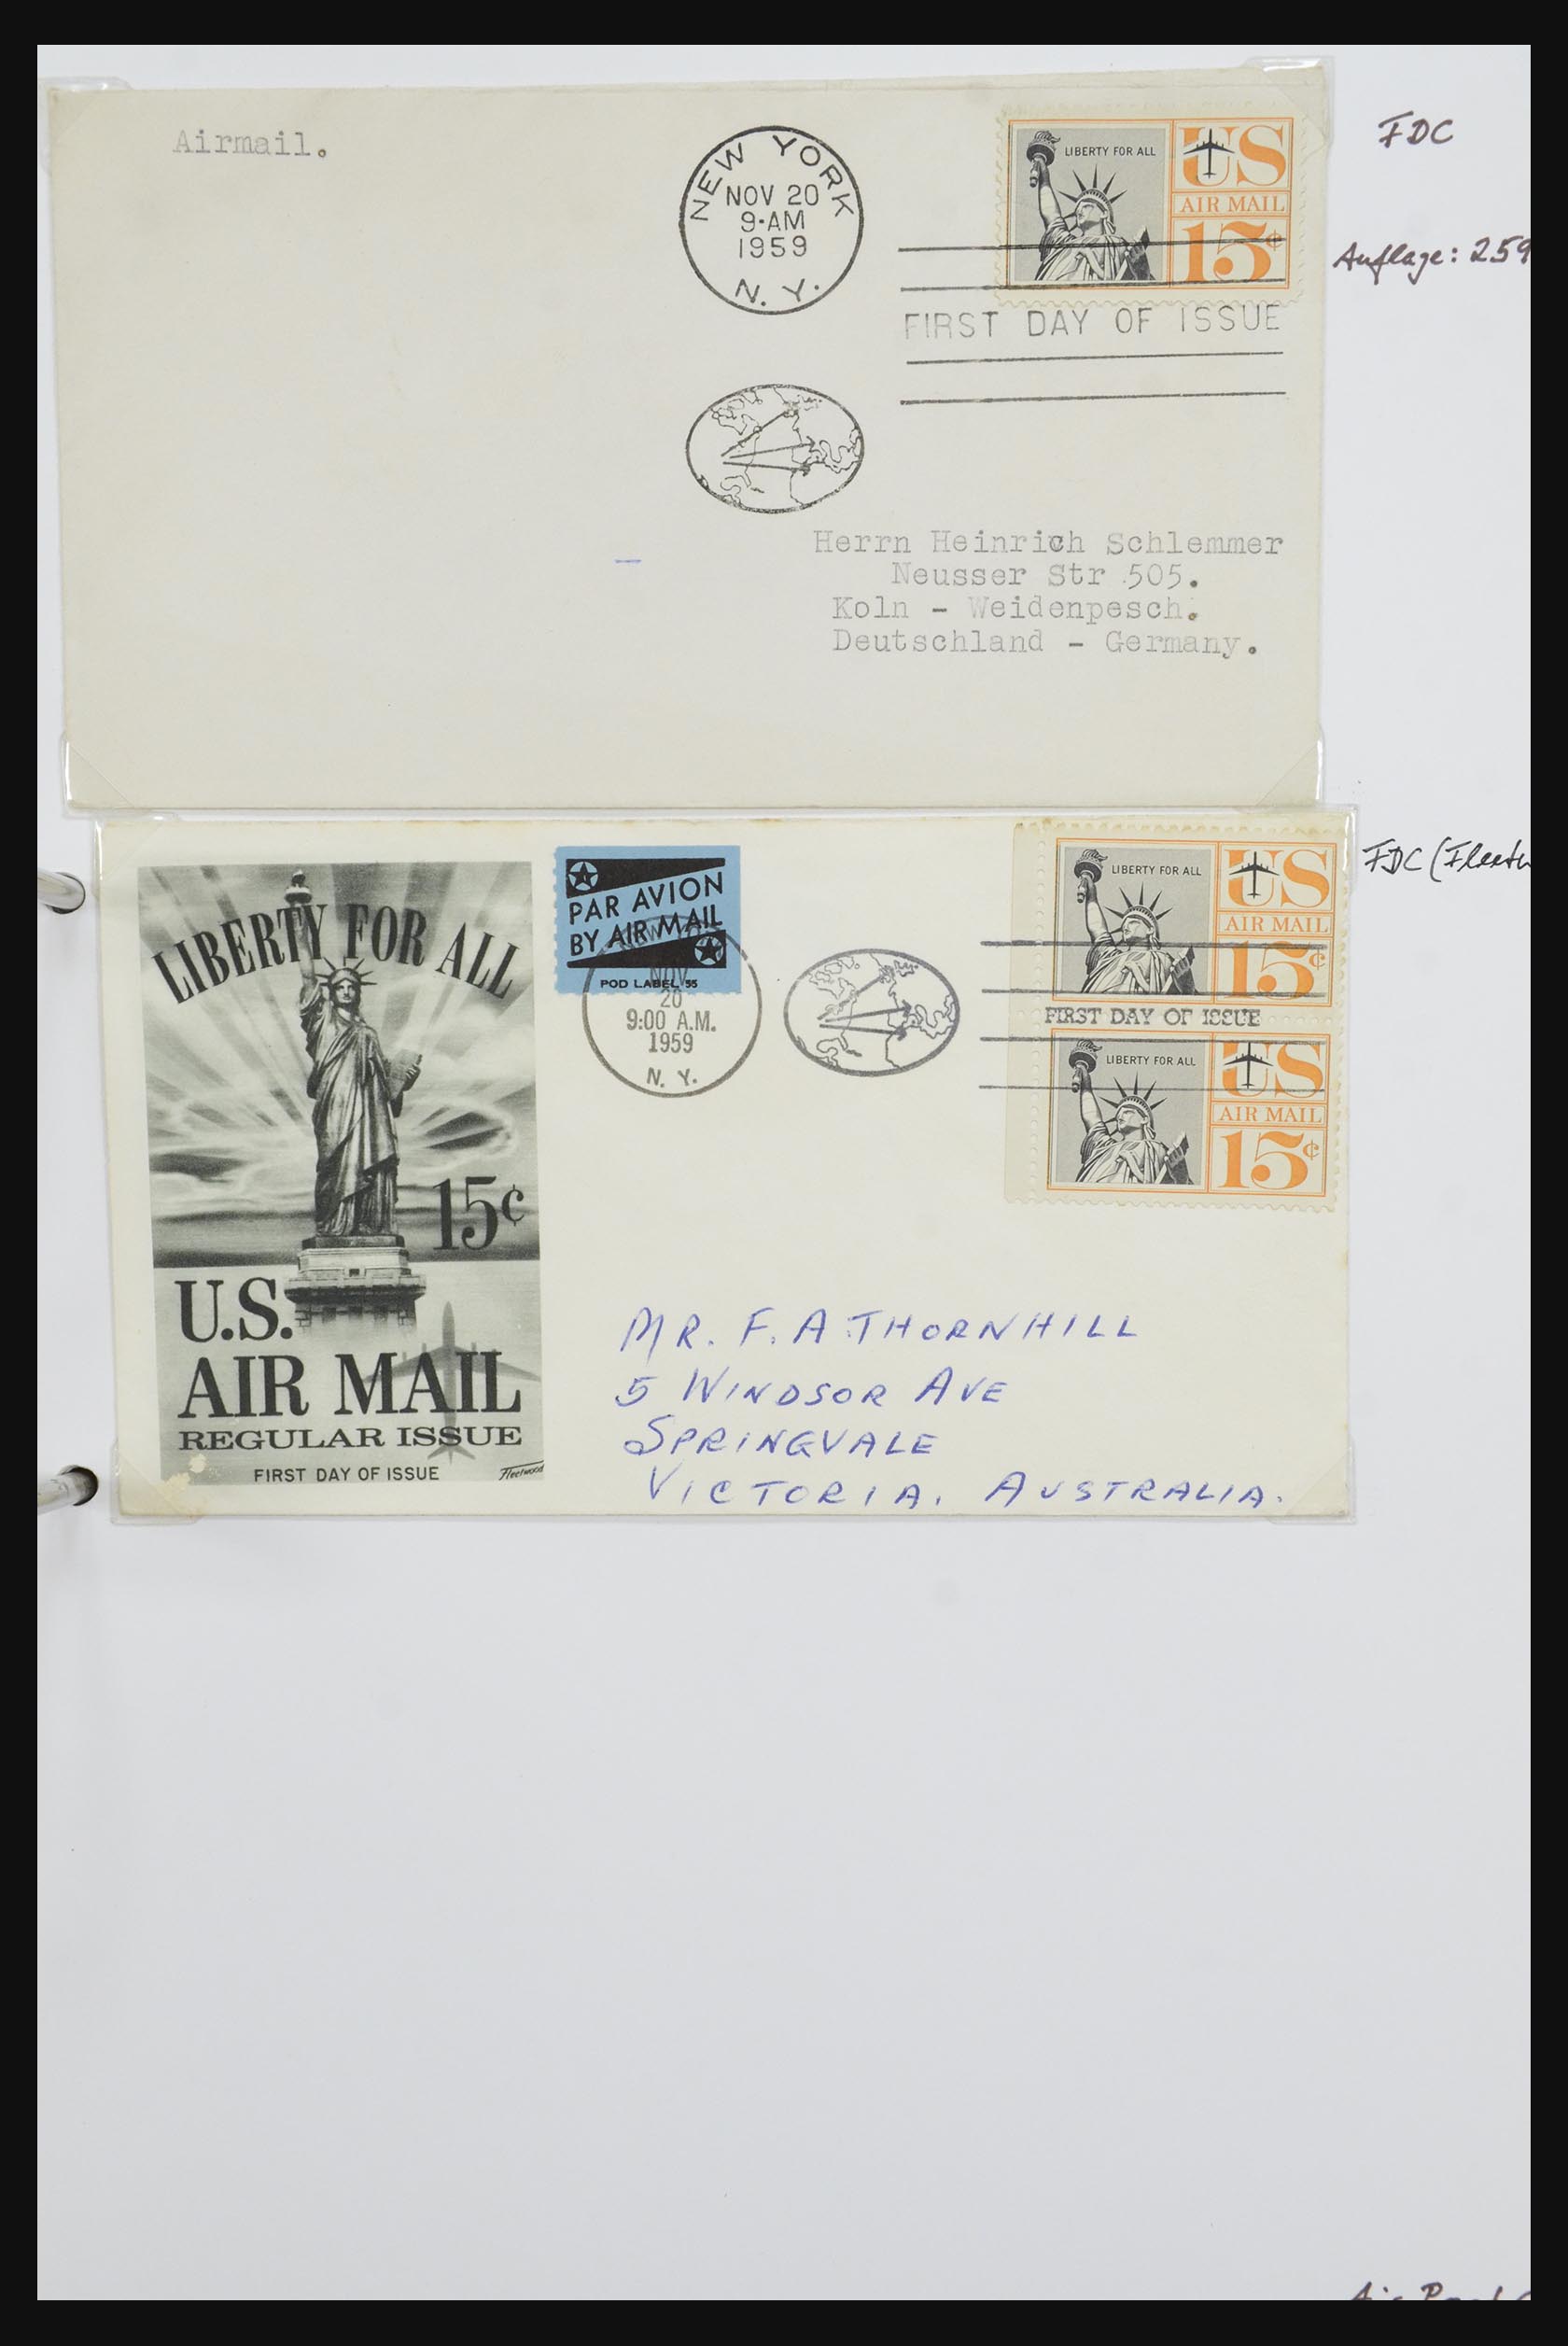 Airmail.
NEW YORK
NOV 20
9-AM
1959
N. Y.
LIBERTY FOR ALL
US
AIR MAIL
15¢
FIRST DAY OF ISSUE
FDC
Auflage: 259
Herrn Heinrich Schlemmer
Neusser Str 505.
Koln - Weidenpesch.
Deutschland - Germany.
LIBERTY FOR ALL
15¢
U.S.
AIR MAIL
REGULAR ISSUE
FIRST DAY OF ISSUE
Fleetwood
PAR AVION
BY AIR MAIL
POD LABEL 55
NOV
20
9:00 A.M.
1959
N. Y.
LIBERTY FOR ALL
US
AIR MAIL
15¢
FIRST DAY OF ISSUE
LIBERTY FOR ALL
US
AIR MAIL
15¢
FDC
MR. F. A THORNHILL
5 WINDSOR AVE
SPRINGVALE
VICTORIA. AUSTRALIA.